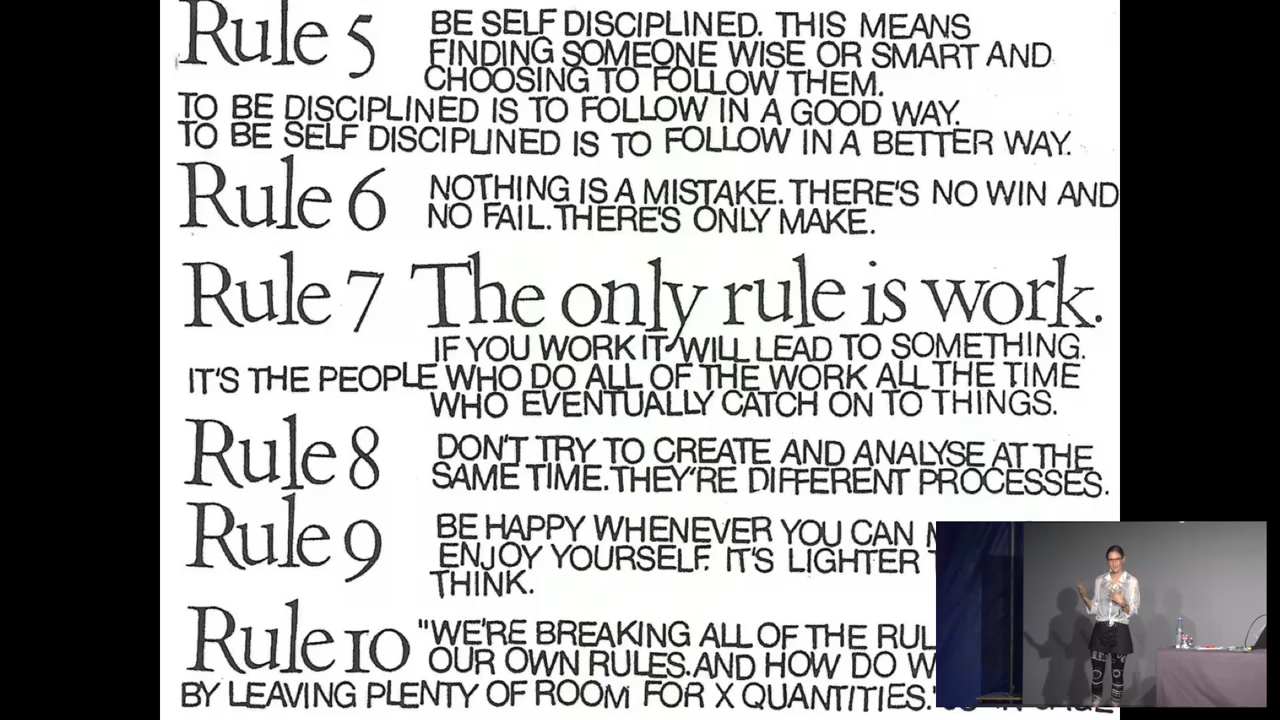 Rule 5 BE SELF DISCIPLINED. THIS MEANS
FINDING SOMEONE WISE OR SMART AND
CHOOSING TO FOLLOW THEM.
TO BE DISCIPLINED IS TO FOLLOW IN A GOOD WAY.
TO BE SELF DISCIPLINED IS TO FOLLOW IN A BETTER WAY.
Rule 6 NOTHING IS A MISTAKE. THERE'S NO WIN AND
NO FAIL. THERE'S ONLY MAKE.
Rule 7 The only rule is work.
IF YOU WORK IT WILL LEAD TO SOMETHING.
IT'S THE PEOPLE WHO DO ALL OF THE WORK ALL THE TIME
WHO EVENTUALLY CATCH ON TO THINGS.
Rule 8 DON'T TRY TO CREATE AND ANALYSE AT THE
SAME TIME. THEY'RE DIFFERENT PROCESSES.
Rule 9 BE HAPPY WHENEVER YOU CAN
ENJOY YOURSELF. IT'S LIGHTER
THINK.
Rule 10 "WE'RE BREAKING ALL OF THE
OUR OWN RULES. AND HOW DO
BY LEAVING PLENTY OF ROOM FOR X QUANTITIES."